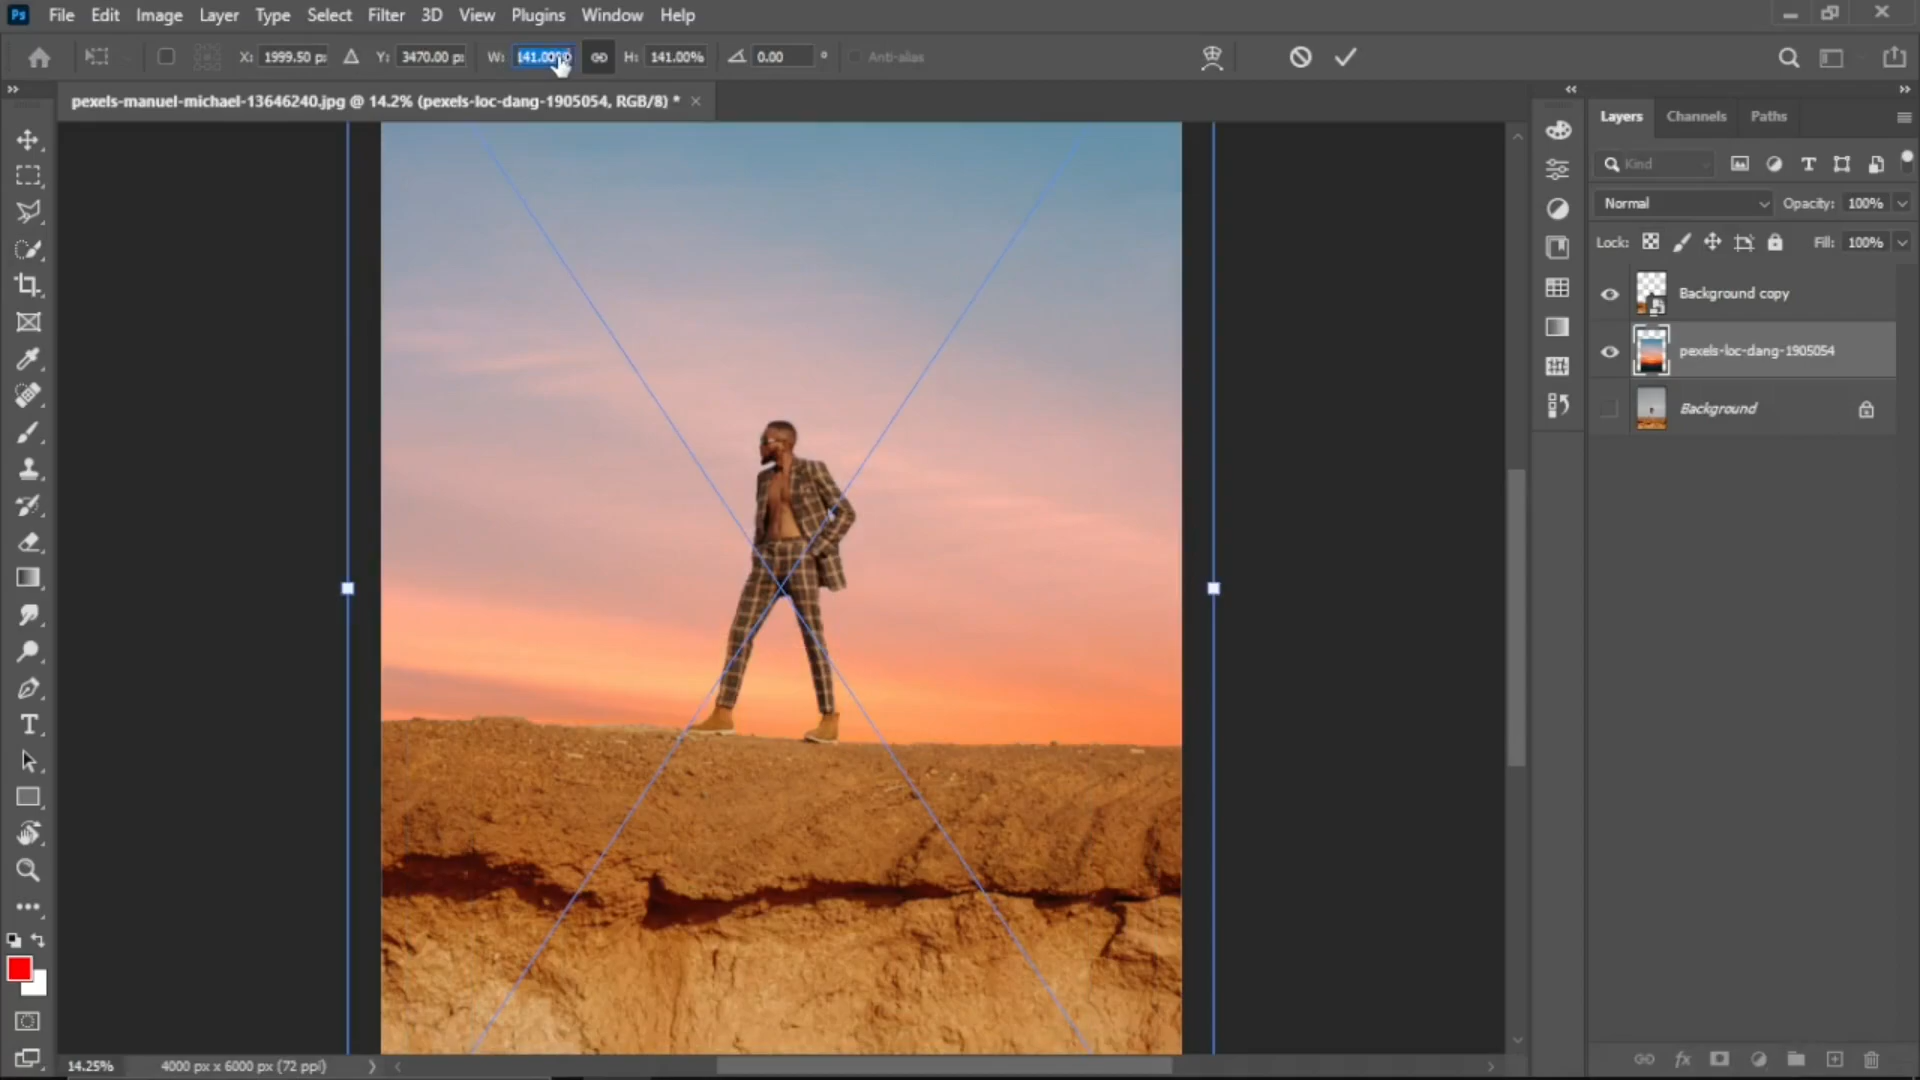 Ps File Edit Image Layer Type Select Filter 3D View Plugins Window Help
X: 1999.50 px Y: 3470.00 px W: 141.00% H: 141.00% 0.00 ° Anti-alias
pexels-manuel-michael-13646240.jpg @ 14.2% (pexels-loc-dang-1905054, RGB/8) * ×
Layers Channels Paths
Kind
Normal Opacity: 100%
Lock: Fill: 100%
Background copy
pexels-loc-dang-1905054
Background
14.25% 4000 px x 6000 px (72 ppi)